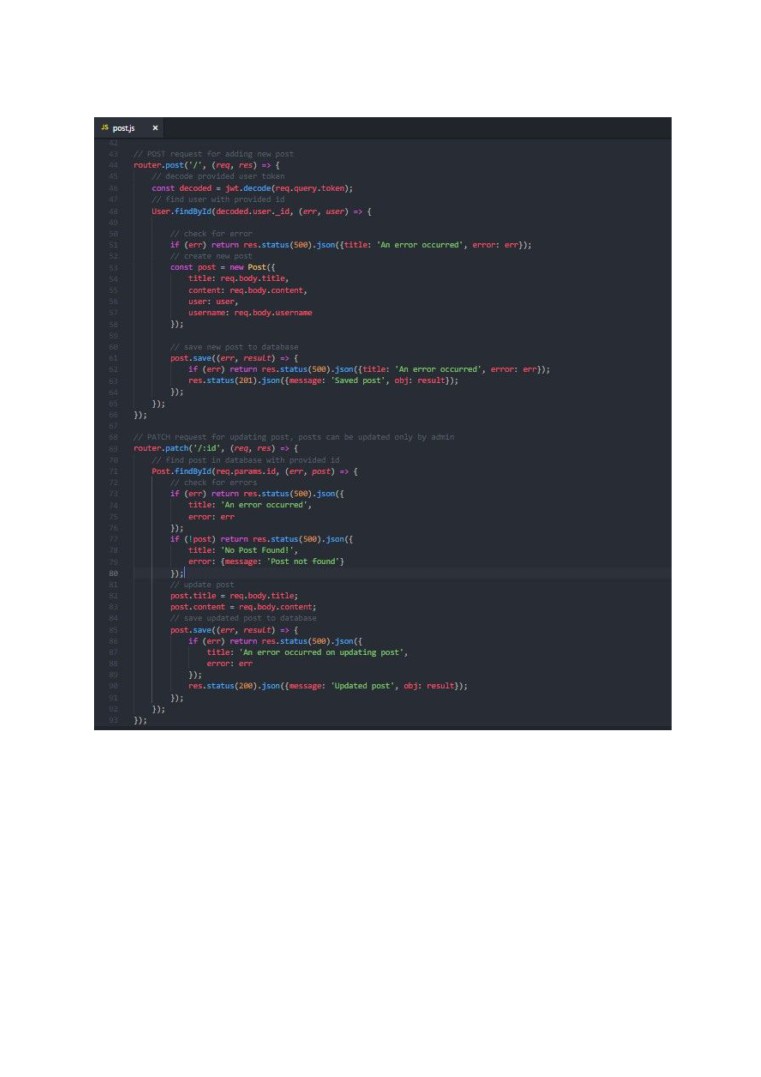 JS post.js ×
42
43 // POST request for adding new post
44 router.post('/', (req, res) => {
45 // decode provided user token
46 const decoded = jwt.decode(req.query.token);
47 // find user with provided id
48 User.findById(decoded.user._id, (err, user) => {
49
50 // check for error
51 if (err) return res.status(500).json({title: 'An error occurred', error: err});
52 // create new post
53 const post = new Post({
54 title: req.body.title,
55 content: req.body.content,
56 user: user,
57 username: req.body.username
58 });
59
60 // save new post to database
61 post.save((err, result) => {
62 if (err) return res.status(500).json({title: 'An error occurred', error: err});
63 res.status(201).json({message: 'Saved post', obj: result});
64 });
65 });
66 });
67
68 // PATCH request for updating post, posts can be updated only by admin
69 router.patch('/:id', (req, res) => {
70 // find post in database with provided id
71 Post.findById(req.params.id, (err, post) => {
72 // check for errors
73 if (err) return res.status(500).json({
74 title: 'An error occurred',
75 error: err
76 });
77 if (!post) return res.status(500).json({
78 title: 'No Post Found!',
79 error: {message: 'Post not found'}
80 });
81 // update post
82 post.title = req.body.title;
83 post.content = req.body.content;
84 // save updated post to database
85 post.save((err, result) => {
86 if (err) return res.status(500).json({
87 title: 'An error occurred on updating post',
88 error: err
89 });
90 res.status(200).json({message: 'Updated post', obj: result});
91 });
92 });
93 });